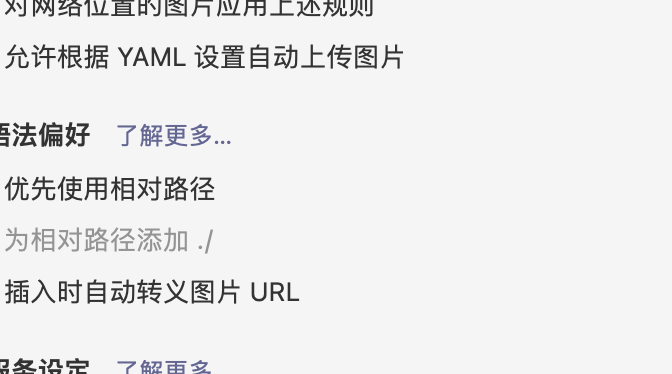 对网络位置的图片应用上述规则
允许根据 YAML 设置自动上传图片
语法偏好 了解更多...
优先使用相对路径
为相对路径添加 ./
插入时自动转义图片 URL
服务设定 了解更多